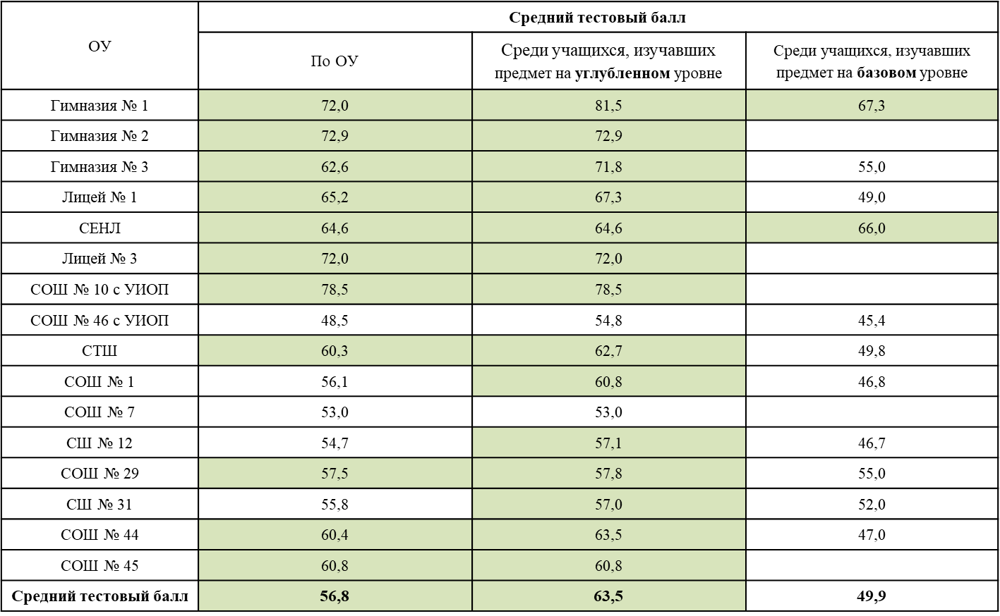 ОУ
Средний тестовый балл
По ОУ
Среди учащихся, изучавших
предмет на углубленном уровне
Среди учащихся, изучавших
предмет на базовом уровне
Гимназия № 1 72,0 81,5 67,3
Гимназия № 2 72,9 72,9
Гимназия № 3 62,6 71,8 55,0
Лицей № 1 65,2 67,3 49,0
СЕНЛ 64,6 64,6 66,0
Лицей № 3 72,0 72,0
СОШ № 10 с УИОП 78,5 78,5
СОШ № 46 с УИОП 48,5 54,8 45,4
СТШ 60,3 62,7 49,8
СОШ № 1 56,1 60,8 46,8
СОШ № 7 53,0 53,0
СШ № 12 54,7 57,1 46,7
СОШ № 29 57,5 57,8 55,0
СШ № 31 55,8 57,0 52,0
СОШ № 44 60,4 63,5 47,0
СОШ № 45 60,8 60,8
Средний тестовый балл 56,8 63,5 49,9